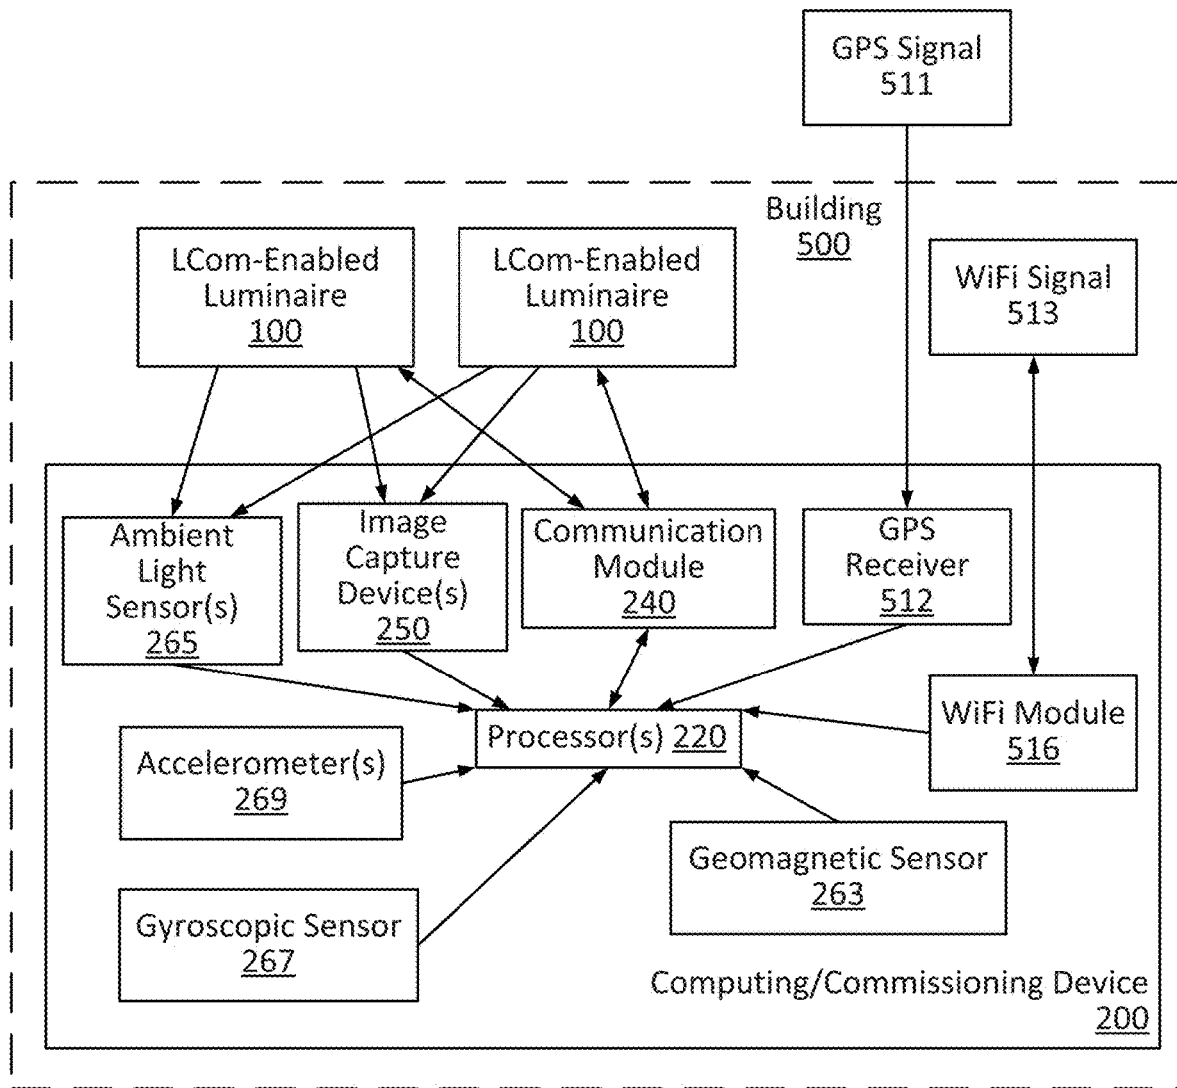 GPS Signal
511
Building
500
LCom-Enabled
Luminaire
100
LCom-Enabled
Luminaire
100
WiFi Signal
513
Ambient
Light
Sensor(s)
265
Image
Capture
Device(s)
250
Communication
Module
240
GPS
Receiver
512
Processor(s) 220
WiFi Module
516
Accelerometer(s)
269
Geomagnetic Sensor
263
Gyroscopic Sensor
267
Computing/Commissioning Device
200